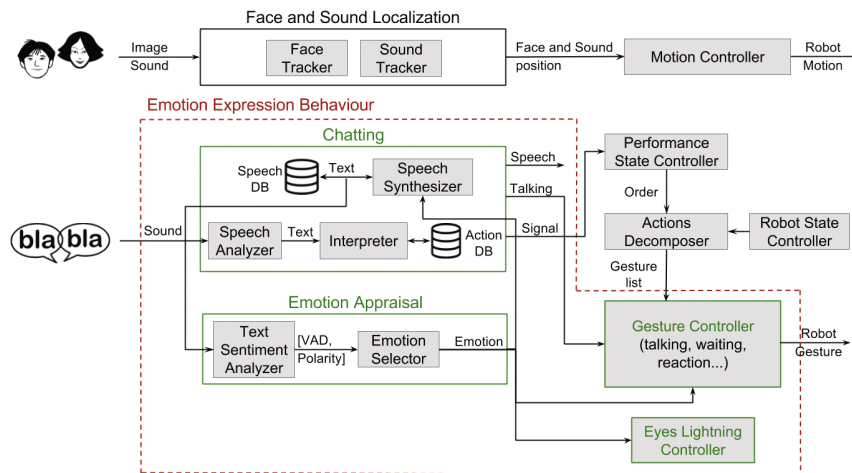 Face and Sound Localization
Image
Sound
Face
Tracker
Sound
Tracker
Face and Sound
position
Motion Controller
Robot
Motion
Emotion Expression Behaviour
Chatting
Speech
DB
Text
Speech
Synthesizer
Speech
Talking
Signal
Performance
State Controller
Order
bla bla
Sound
Speech
Analyzer
Text
Interpreter
Action
DB
Actions
Decomposer
Robot State
Controller
Gesture
list
Emotion Appraisal
Text
Sentiment
Analyzer
[VAD,
Polarity]
Emotion
Selector
Emotion
Gesture Controller
(talking, waiting,
reaction...)
Robot
Gesture
Eyes Lightning
Controller